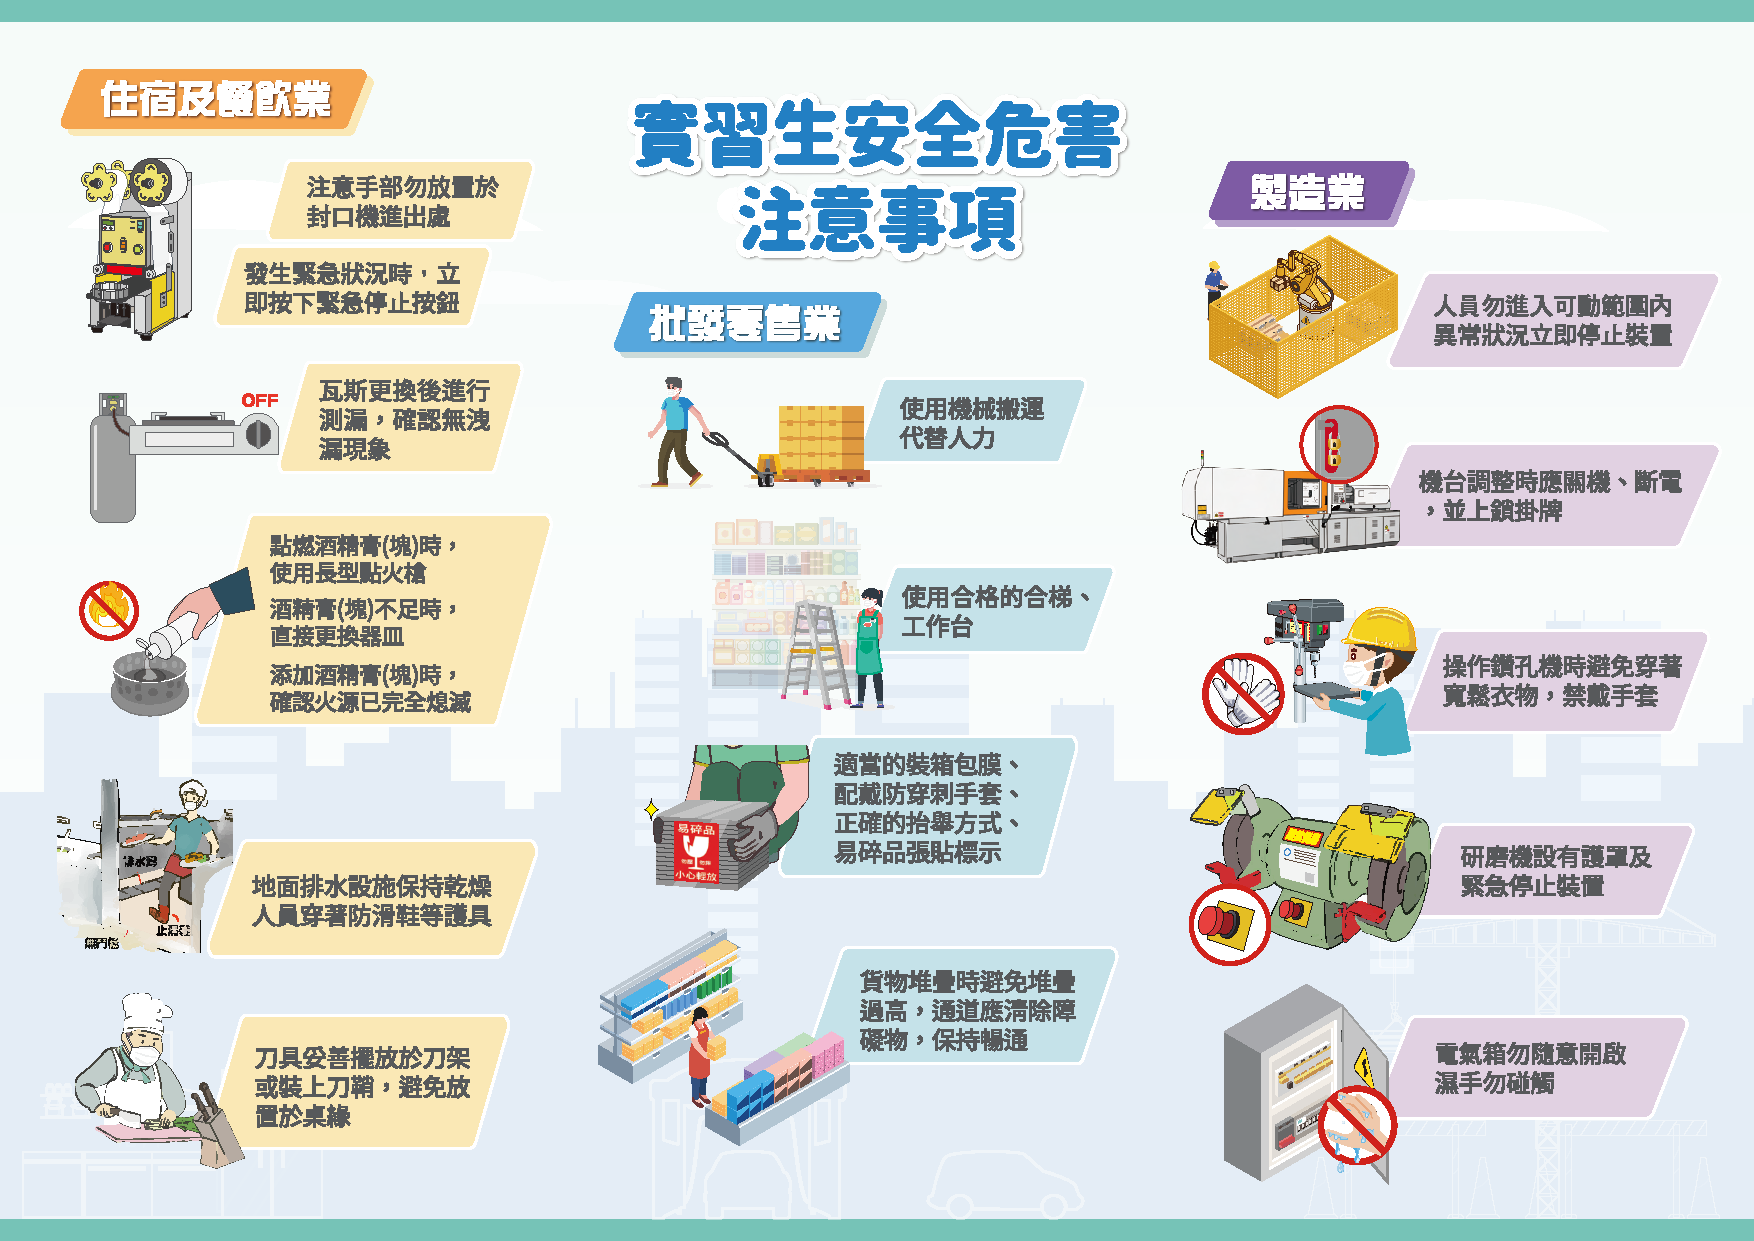 實習生安全危害
注意事項
住宿及餐飲業
注意手部勿放置於
封口機進出處
發生緊急狀況時，立
即按下緊急停止按鈕
OFF
瓦斯更換後進行
測漏，確認無洩
漏現象
點燃酒精膏(塊)時，
使用長型點火槍
酒精膏(塊)不足時，
直接更換器皿
添加酒精膏(塊)時，
確認火源已完全熄滅
排水溝
止滑墊
地面排水設施保持乾燥
人員穿著防滑鞋等護具
刀具妥善擺放於刀架
或裝上刀鞘，避免放
置於桌緣
批發零售業
使用機械搬運
代替人力
使用合格的合梯、
工作台
適當的裝箱包膜、
配戴防穿刺手套、
正確的抬舉方式、
易碎品張貼標示
易碎品
小心輕放
貨物堆疊時避免堆疊
過高，通道應清除障
礙物，保持暢通
製造業
人員勿進入可動範圍內
異常狀況立即停止裝置
機台調整時應關機、斷電
，並上鎖掛牌
操作鑽孔機時避免穿著
寬鬆衣物，禁戴手套
研磨機設有護罩及
緊急停止裝置
電氣箱勿隨意開啟
濕手勿碰觸